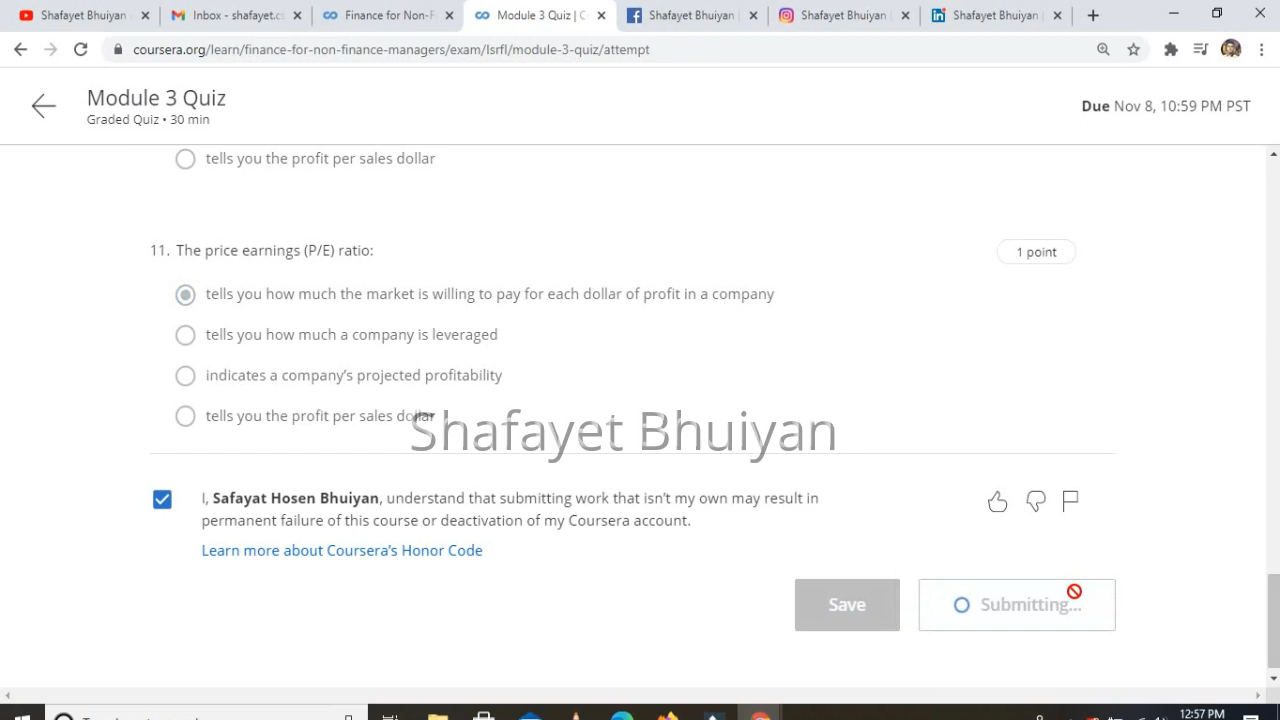 Shafayet Bhuiyan
Inbox - shafayet.cs
Finance for Non-F
Module 3 Quiz | C
Shafayet Bhuiyan |
Shafayet Bhuiyan (
Shafayet Bhuiyan |
coursera.org/learn/finance-for-non-finance-managers/exam/lsrfl/module-3-quiz/attempt
Module 3 Quiz
Graded Quiz • 30 min
Due Nov 8, 10:59 PM PST
tells you the profit per sales dollar
11. The price earnings (P/E) ratio:
1 point
tells you how much the market is willing to pay for each dollar of profit in a company
tells you how much a company is leveraged
indicates a company’s projected profitability
tells you the profit per sales dollar
Shafayet Bhuiyan
I, Safayat Hosen Bhuiyan, understand that submitting work that isn’t my own may result in
permanent failure of this course or deactivation of my Coursera account.
Learn more about Coursera’s Honor Code
Save
Submitting...
12:57 PM